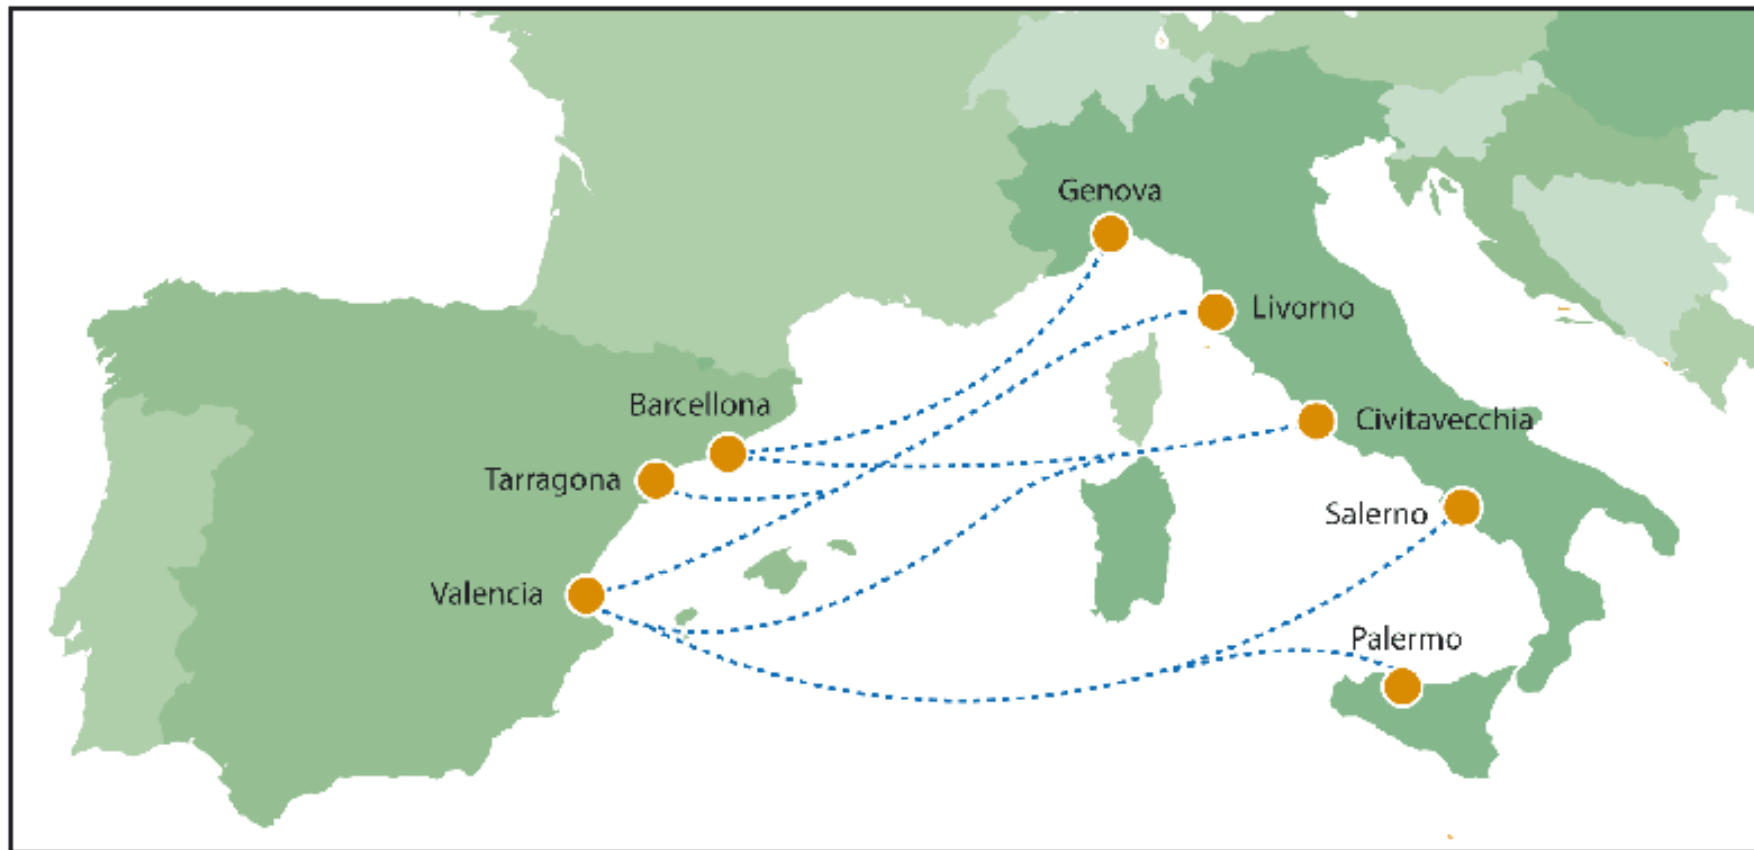 Genova
Livorno
Barcellona
Civitavecchia
Tarragona
Salerno
Valencia
Palermo